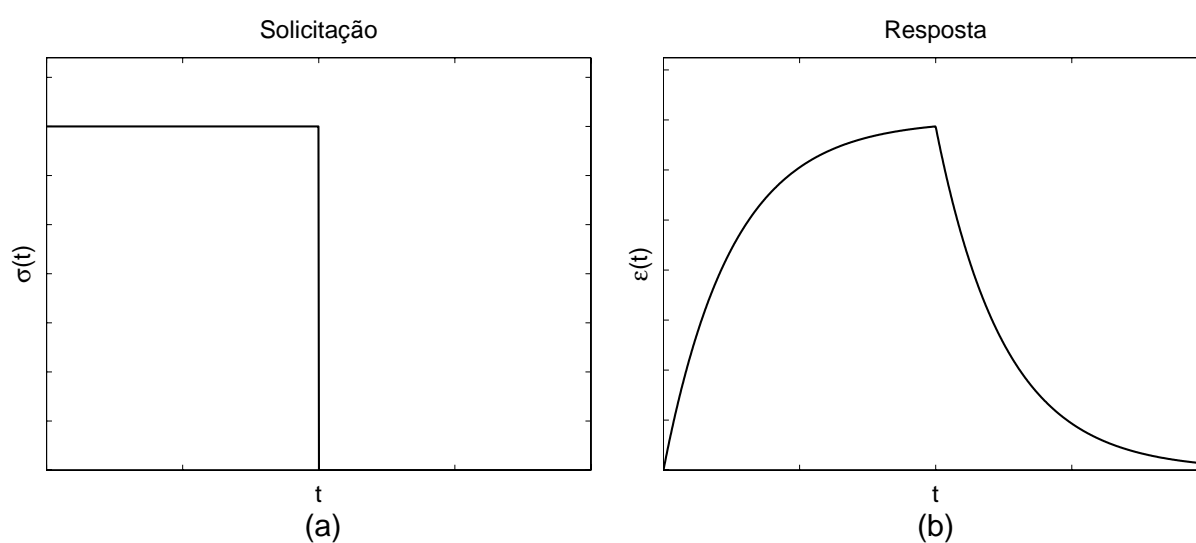 Solicitação
σ(t)
t
(a)
Resposta
ε(t)
t
(b)